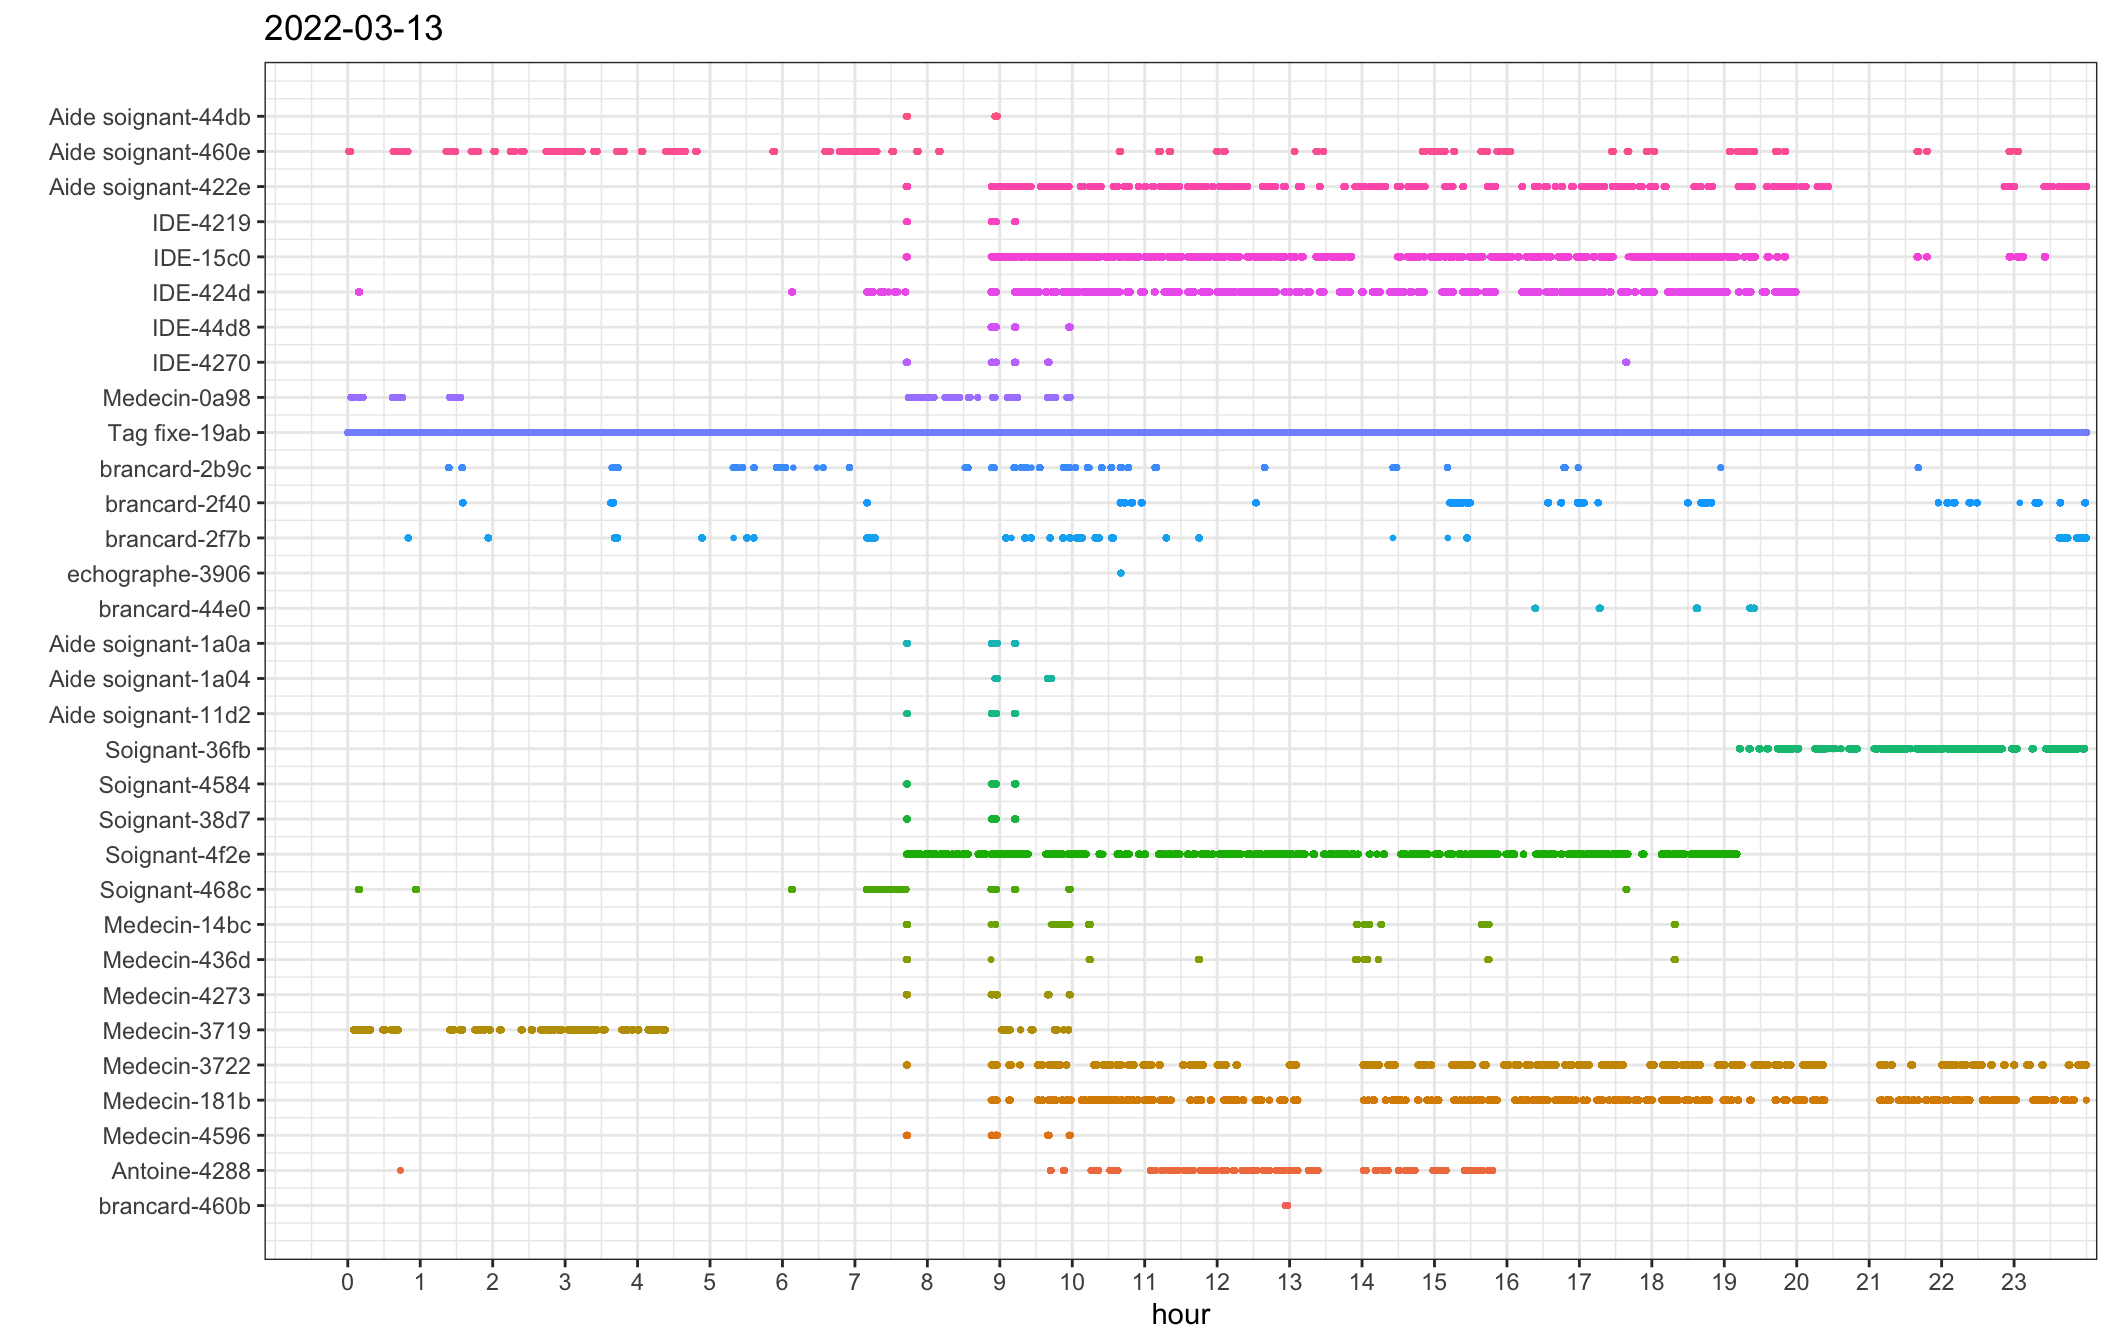 2022-03-13
Aide soignant-44db
Aide soignant-460e
Aide soignant-422e
IDE-4219
IDE-15c0
IDE-424d
IDE-44d8
IDE-4270
Medecin-0a98
Tag fixe-19ab
brancard-2b9c
brancard-2f40
brancard-2f7b
echographe-3906
brancard-44e0
Aide soignant-1a0a
Aide soignant-1a04
Aide soignant-11d2
Soignant-36fb
Soignant-4584
Soignant-38d7
Soignant-4f2e
Soignant-468c
Medecin-14bc
Medecin-436d
Medecin-4273
Medecin-3719
Medecin-3722
Medecin-181b
Medecin-4596
Antoine-4288
brancard-460b
0 1 2 3 4 5 6 7 8 9 10 11 12 13 14 15 16 17 18 19 20 21 22 23
hour